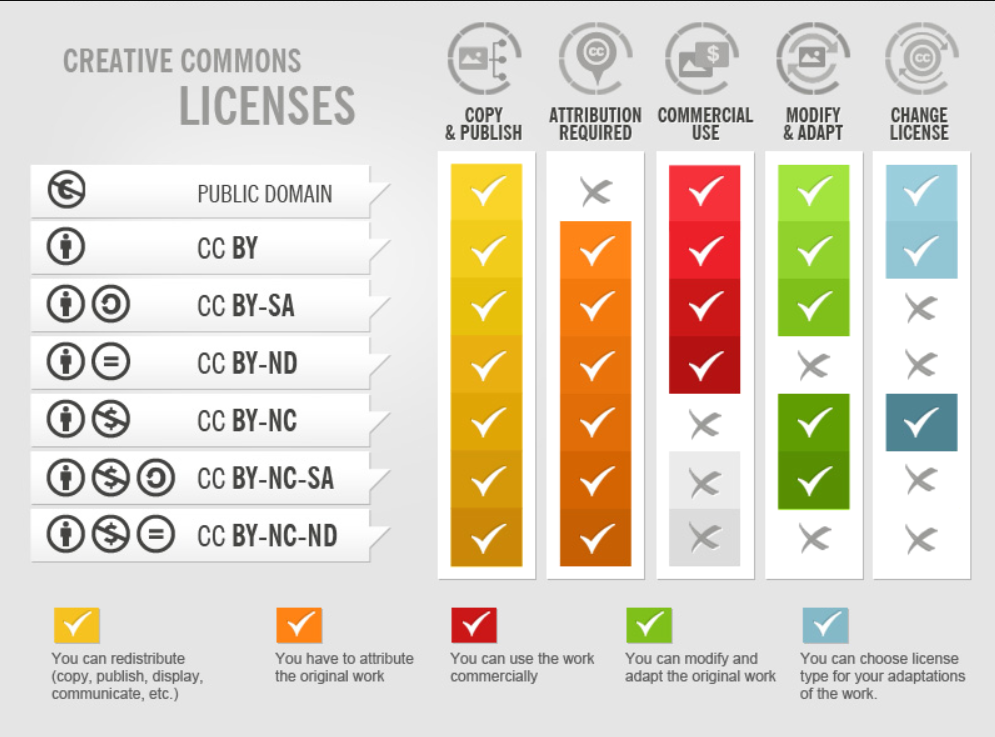 CREATIVE COMMONS
LICENSES
COPY
& PUBLISH
ATTRIBUTION
REQUIRED
COMMERCIAL
USE
MODIFY
& ADAPT
CHANGE
LICENSE
PUBLIC DOMAIN
CC BY
CC BY-SA
CC BY-ND
CC BY-NC
CC BY-NC-SA
CC BY-NC-ND
You can redistribute
(copy, publish, display,
communicate, etc.)
You have to attribute
the original work
You can use the work
commercially
You can modify and
adapt the original work
You can choose license
type for your adaptations
of the work.